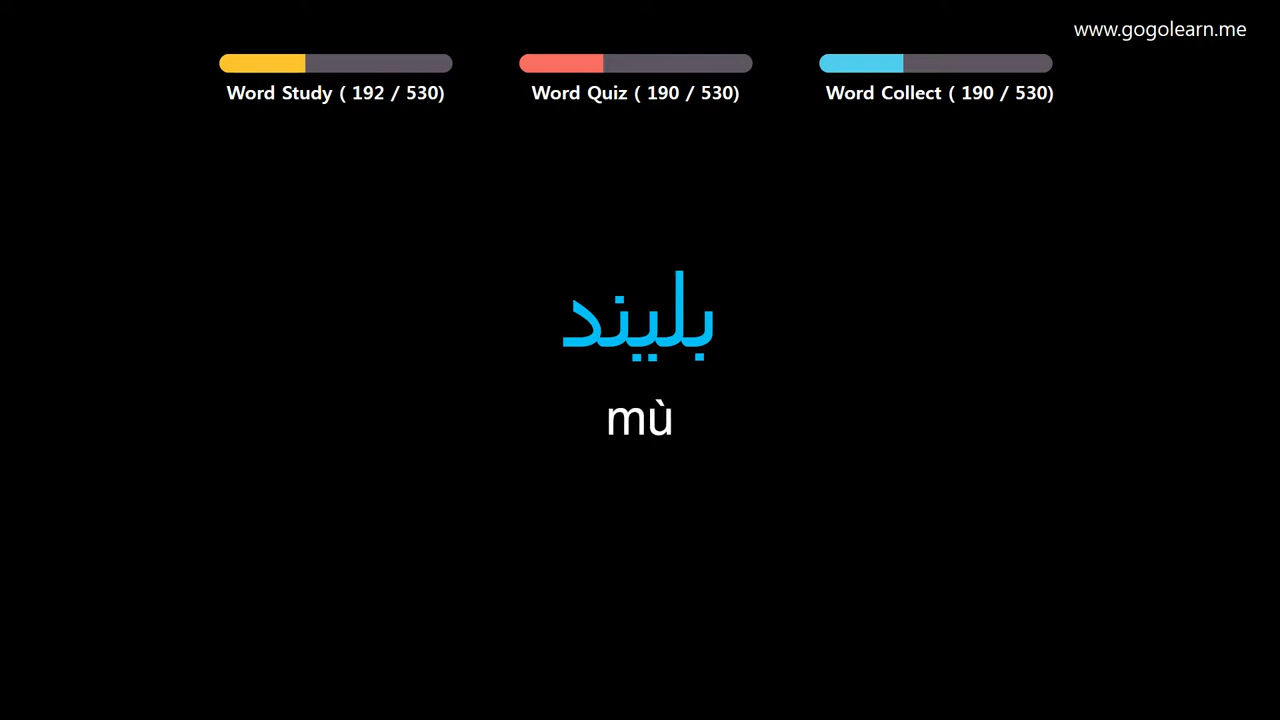 www.gogolearn.me
Word Study ( 192 / 530)
Word Quiz ( 190 / 530)
Word Collect ( 190 / 530)
بليند
mù